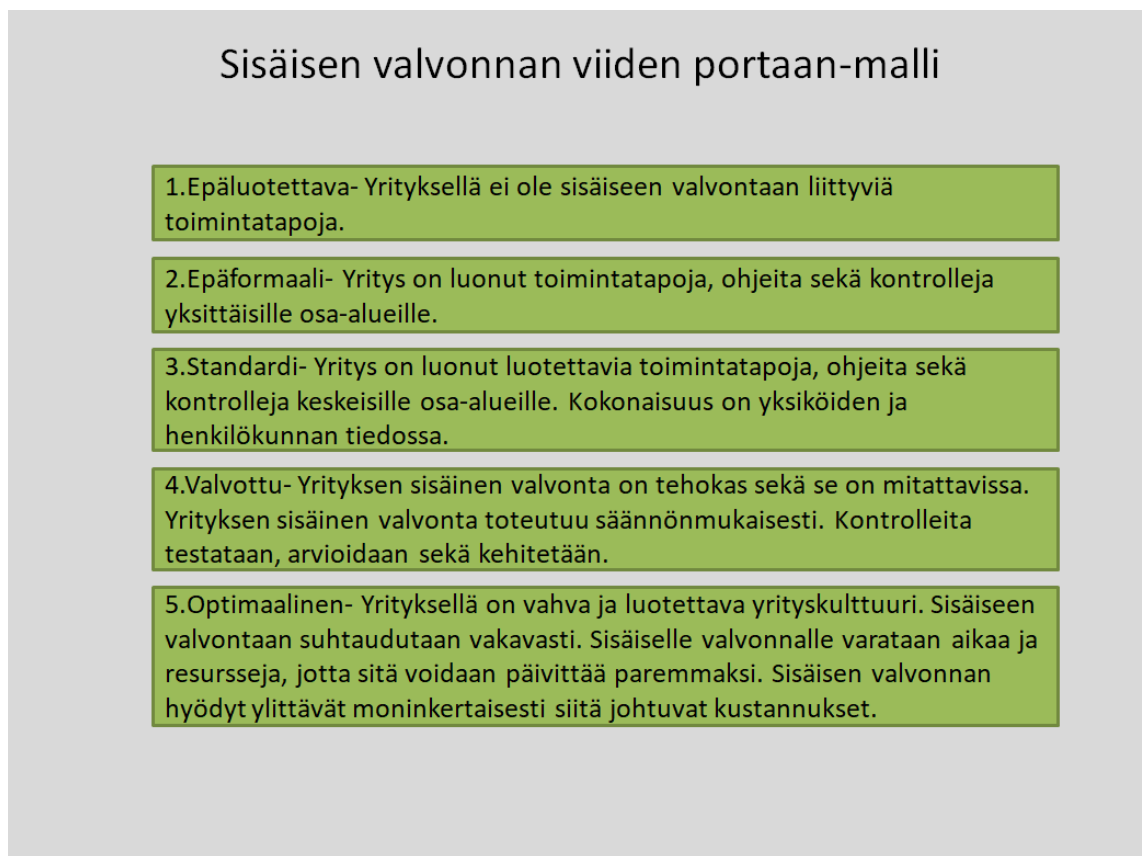 Sisäisen valvonnan viiden portaan-malli
1.Epäluotettava- Yrityksellä ei ole sisäiseen valvontaan liittyviä
toimintatapoja.
2.Epäformaali- Yritys on luonut toimintatapoja, ohjeita sekä kontrolleja
yksittäisille osa-alueille.
3.Standardi- Yritys on luonut luotettavia toimintatapoja, ohjeita sekä
kontrolleja keskeisille osa-alueille. Kokonaisuus on yksiköiden ja
henkilökunnan tiedossa.
4.Valvottu- Yrityksen sisäinen valvonta on tehokas sekä se on mitattavissa.
Yrityksen sisäinen valvonta toteutuu säännönmukaisesti. Kontrolleita
testataan, arvioidaan sekä kehitetään.
5.Optimaalinen- Yrityksellä on vahva ja luotettava yrityskulttuuri. Sisäiseen
valvontaan suhtaudutaan vakavasti. Sisäiselle valvonnalle varataan aikaa ja
resursseja, jotta sitä voidaan päivittää paremmaksi. Sisäisen valvonnan
hyödyt ylittävät moninkertaisesti siitä johtuvat kustannukset.